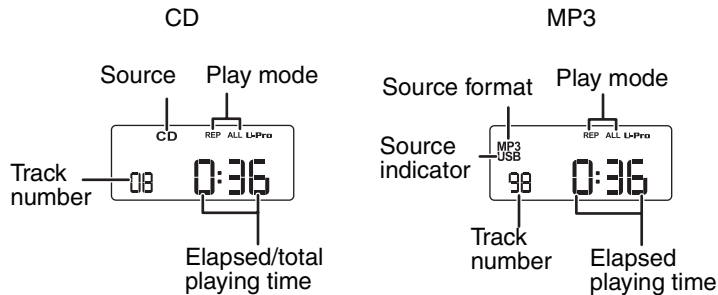 CD
Source Play mode
CD REP ALL U-Pro
Track
number
08 0:36
Elapsed/total
playing time
MP3
Source format Play mode
MP3 REP ALL U-Pro
Source
indicator
USB
98 0:36
Track
number
Elapsed
playing time